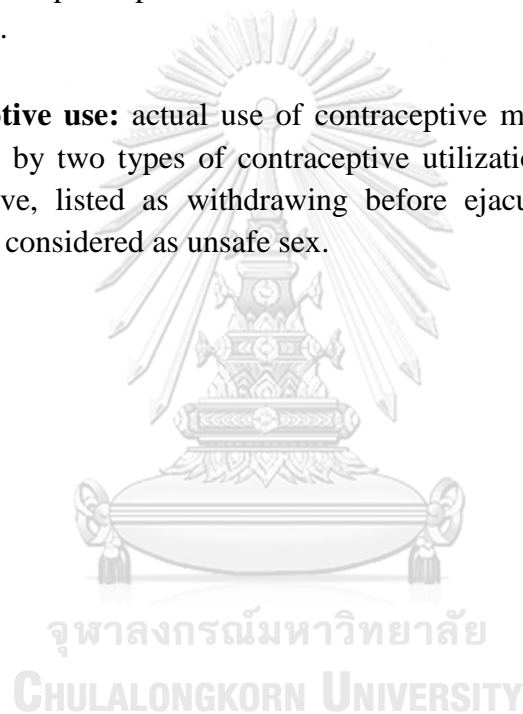 .
ptive use: actual use of contraceptive m
by two types of contraceptive utilizatio
ve, listed as withdrawing before ejacu
considered as unsafe sex.
จุฬาลงกรณ์มหาวิทยาลัย
CHULALONGKORN UNIVERSITY